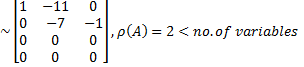 ~ [1 -11 0
0 -7 -1
0 0 0
0 0 0] , ρ(A) = 2 < no. of variables